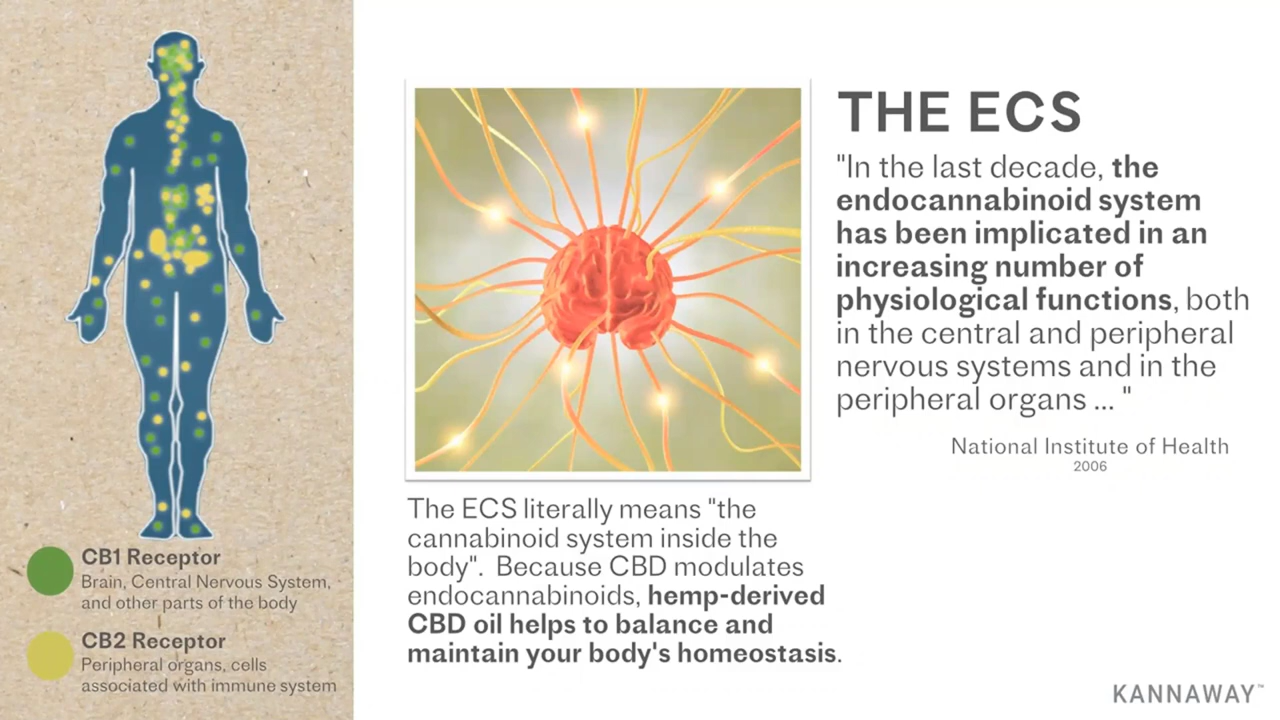 CB1 Receptor
Brain, Central Nervous System,
and other parts of the body
CB2 Receptor
Peripheral organs, cells
associated with immune system
The ECS literally means "the
cannabinoid system inside the
body".  Because CBD modulates
endocannabinoids, hemp-derived
CBD oil helps to balance and
maintain your body's homeostasis.
THE ECS
"In the last decade, the
endocannabinoid system
has been implicated in an
increasing number of
physiological functions, both
in the central and peripheral
nervous systems and in the
peripheral organs ... "
National Institute of Health
2006
KANNAWAY™